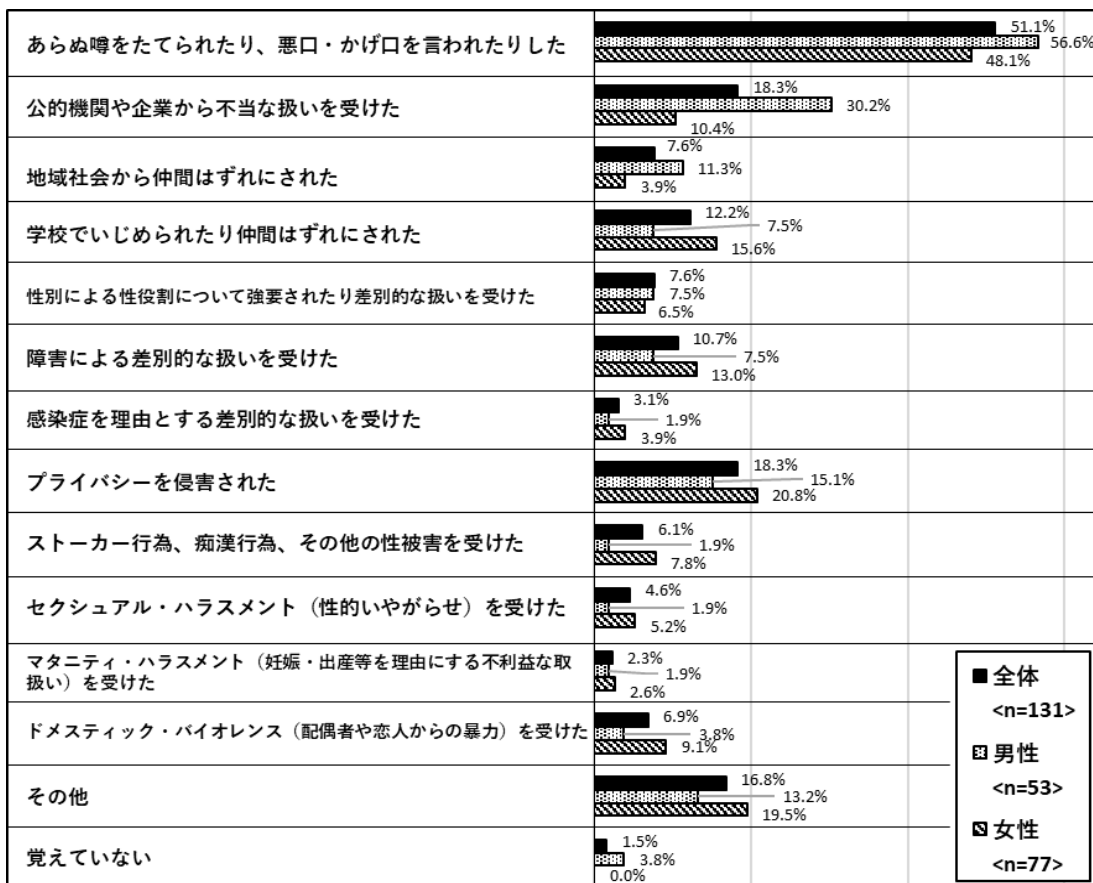 あらぬ噂をたてられたり、悪口・かげ口を言われたりした
51.1%
56.6%
48.1%
公的機関や企業から不当な扱いを受けた
18.3%
30.2%
10.4%
地域社会から仲間はずれにされた
7.6%
11.3%
3.9%
学校でいじめられたり仲間はずれにされた
12.2%
7.5%
15.6%
性別による性役割について強要されたり差別的な扱いを受けた
7.6%
7.5%
6.5%
障害による差別的な扱いを受けた
10.7%
7.5%
13.0%
感染症を理由とする差別的な扱いを受けた
3.1%
1.9%
3.9%
プライバシーを侵害された
18.3%
15.1%
20.8%
ストーカー行為、痴漢行為、その他の性被害を受けた
6.1%
1.9%
7.8%
セクシュアル・ハラスメント（性的いやがらせ）を受けた
4.6%
1.9%
5.2%
マタニティ・ハラスメント（妊娠・出産等を理由にする不利益な取
扱い）を受けた
2.3%
1.9%
2.6%
ドメスティック・バイオレンス（配偶者や恋人からの暴力）を受けた
6.9%
3.8%
9.1%
その他
16.8%
13.2%
19.5%
覚えていない
1.5%
3.8%
0.0%
全体
<n=131>
男性
<n=53>
女性
<n=77>